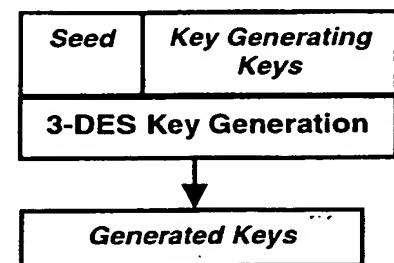 Seed
Key Generating
Keys
3-DES Key Generation
Generated Keys